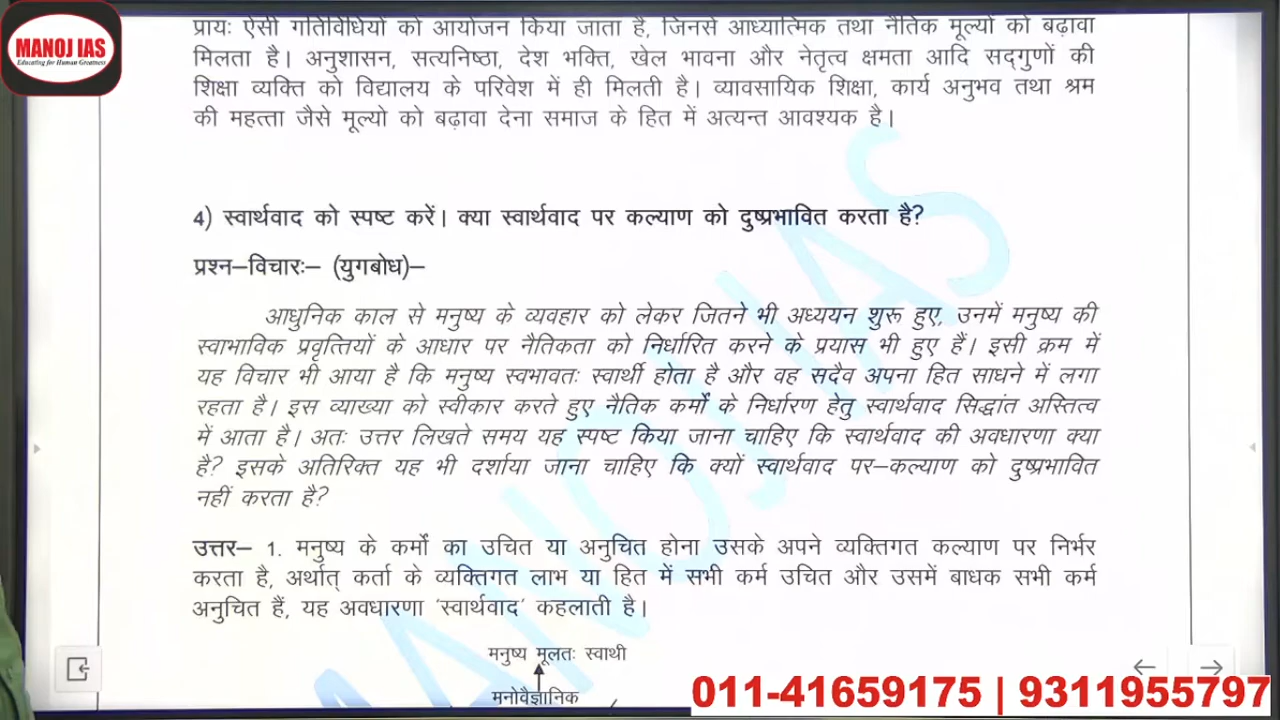 MANOJ IAS
Educating for Human Greatness
प्रायः ऐसी गतिविधियों को आयोजन किया जाता है, जिनसे आध्यात्मिक तथा नैतिक मूल्यों को बढ़ावा
मिलता है। अनुशासन, सत्यनिष्ठा, देश भक्ति, खेल भावना और नेतृत्व क्षमता आदि सद्‌गुणों की
शिक्षा व्यक्ति को विद्यालय के परिवेश में ही मिलती है। व्यावसायिक शिक्षा, कार्य अनुभव तथा श्रम
की महत्ता जैसे मूल्यो को बढ़ावा देना समाज के हित में अत्यन्त आवश्यक है।
4) स्वार्थवाद को स्पष्ट करें। क्या स्वार्थवाद पर कल्याण को दुष्प्रभावित करता है?
प्रश्न–विचारः– (युगबोध)–
आधुनिक काल से मनुष्य के व्यवहार को लेकर जितने भी अध्ययन शुरू हुए, उनमें मनुष्य की
स्वाभाविक प्रवृत्तियों के आधार पर नैतिकता को निर्धारित करने के प्रयास भी हुए हैं। इसी क्रम में
यह विचार भी आया है कि मनुष्य स्वभावतः स्वार्थी होता है और वह सदैव अपना हित साधने में लगा
रहता है। इस व्याख्या को स्वीकार करते हुए नैतिक कर्मों के निर्धारण हेतु स्वार्थवाद सिद्धांत अस्तित्व
में आता है। अतः उत्तर लिखते समय यह स्पष्ट किया जाना चाहिए कि स्वार्थवाद की अवधारणा क्या
है? इसके अतिरिक्त यह भी दर्शाया जाना चाहिए कि क्यों स्वार्थवाद पर–कल्याण को दुष्प्रभावित
नहीं करता है?
उत्तर– 1. मनुष्य के कर्मों का उचित या अनुचित होना उसके अपने व्यक्तिगत कल्याण पर निर्भर
करता है, अर्थात् कर्ता के व्यक्तिगत लाभ या हित में सभी कर्म उचित और उसमें बाधक सभी कर्म
अनुचित हैं, यह अवधारणा ‘स्वार्थवाद’ कहलाती है।
मनुष्य मूलतः स्वाथी
मनोवैज्ञानिक
MANOJ IAS
011-41659175 | 9311955797